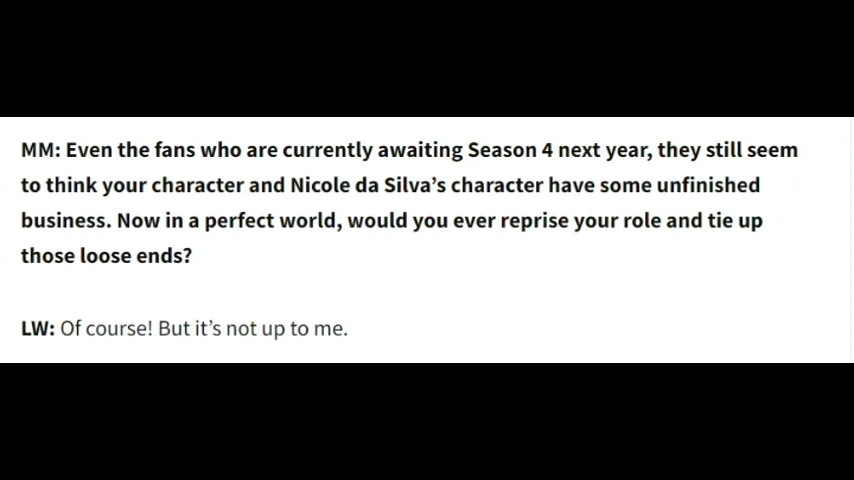 MM: Even the fans who are currently awaiting Season 4 next year, they still seem
to think your character and Nicole da Silva’s character have some unfinished
business. Now in a perfect world, would you ever reprise your role and tie up
those loose ends?
LW: Of course! But it’s not up to me.